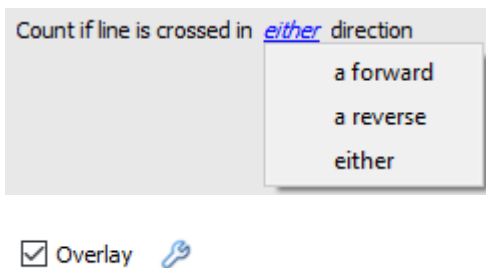 Count if line is crossed in either direction
a forward
a reverse
either
Overlay